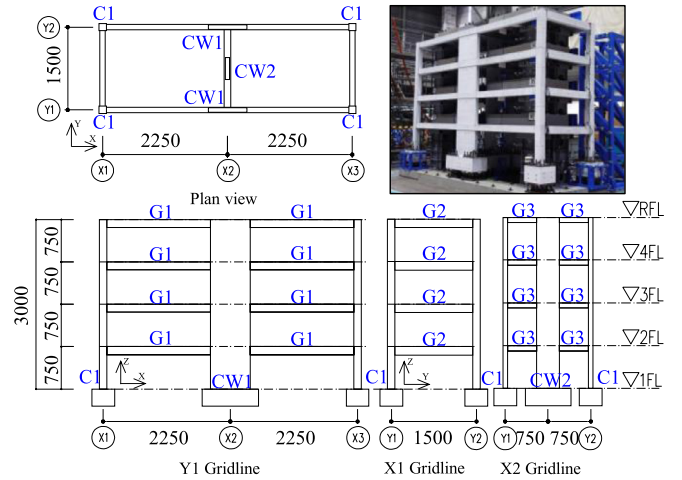 C1 C1
Y2 CW1
1500 CW2
Y1 CW1
C1 C1
Y
X
2250 2250
X1 X2 X3
Plan view
G1 G1 G2 G3 G3 ▽RFL
750
G1 G1 G2 G3 G3 ▽4FL
750
3000
G1 G1 G2 G3 G3 ▽3FL
750
G1 G1 G2 G3 G3 ▽2FL
750
Z Z
C1 X CW1 C1 Y C1 CW2 C1 ▽1FL
X1 2250 X2 2250 X3 Y1 1500 Y2 Y1 750 750 Y2
Y1 Gridline X1 Gridline X2 Gridline